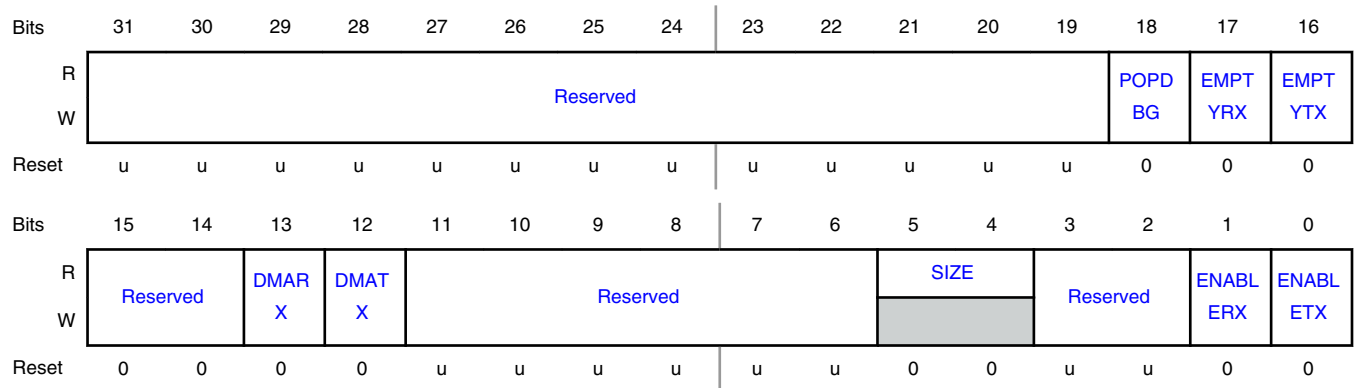 Bits 31 30 29 28 27 26 25 24 23 22 21 20 19 18 17 16
R
W
Reserved
POPD
BG
EMPT
YRX
EMPT
YTX
Reset u u u u u u u u u u u u u 0 0 0
Bits 15 14 13 12 11 10 9 8 7 6 5 4 3 2 1 0
R
W
Reserved
DMAR
X
DMAT
X
Reserved
SIZE
Reserved
ENABL
ERX
ENABL
ETX
Reset 0 0 0 0 u u u u u u 0 0 u u 0 0